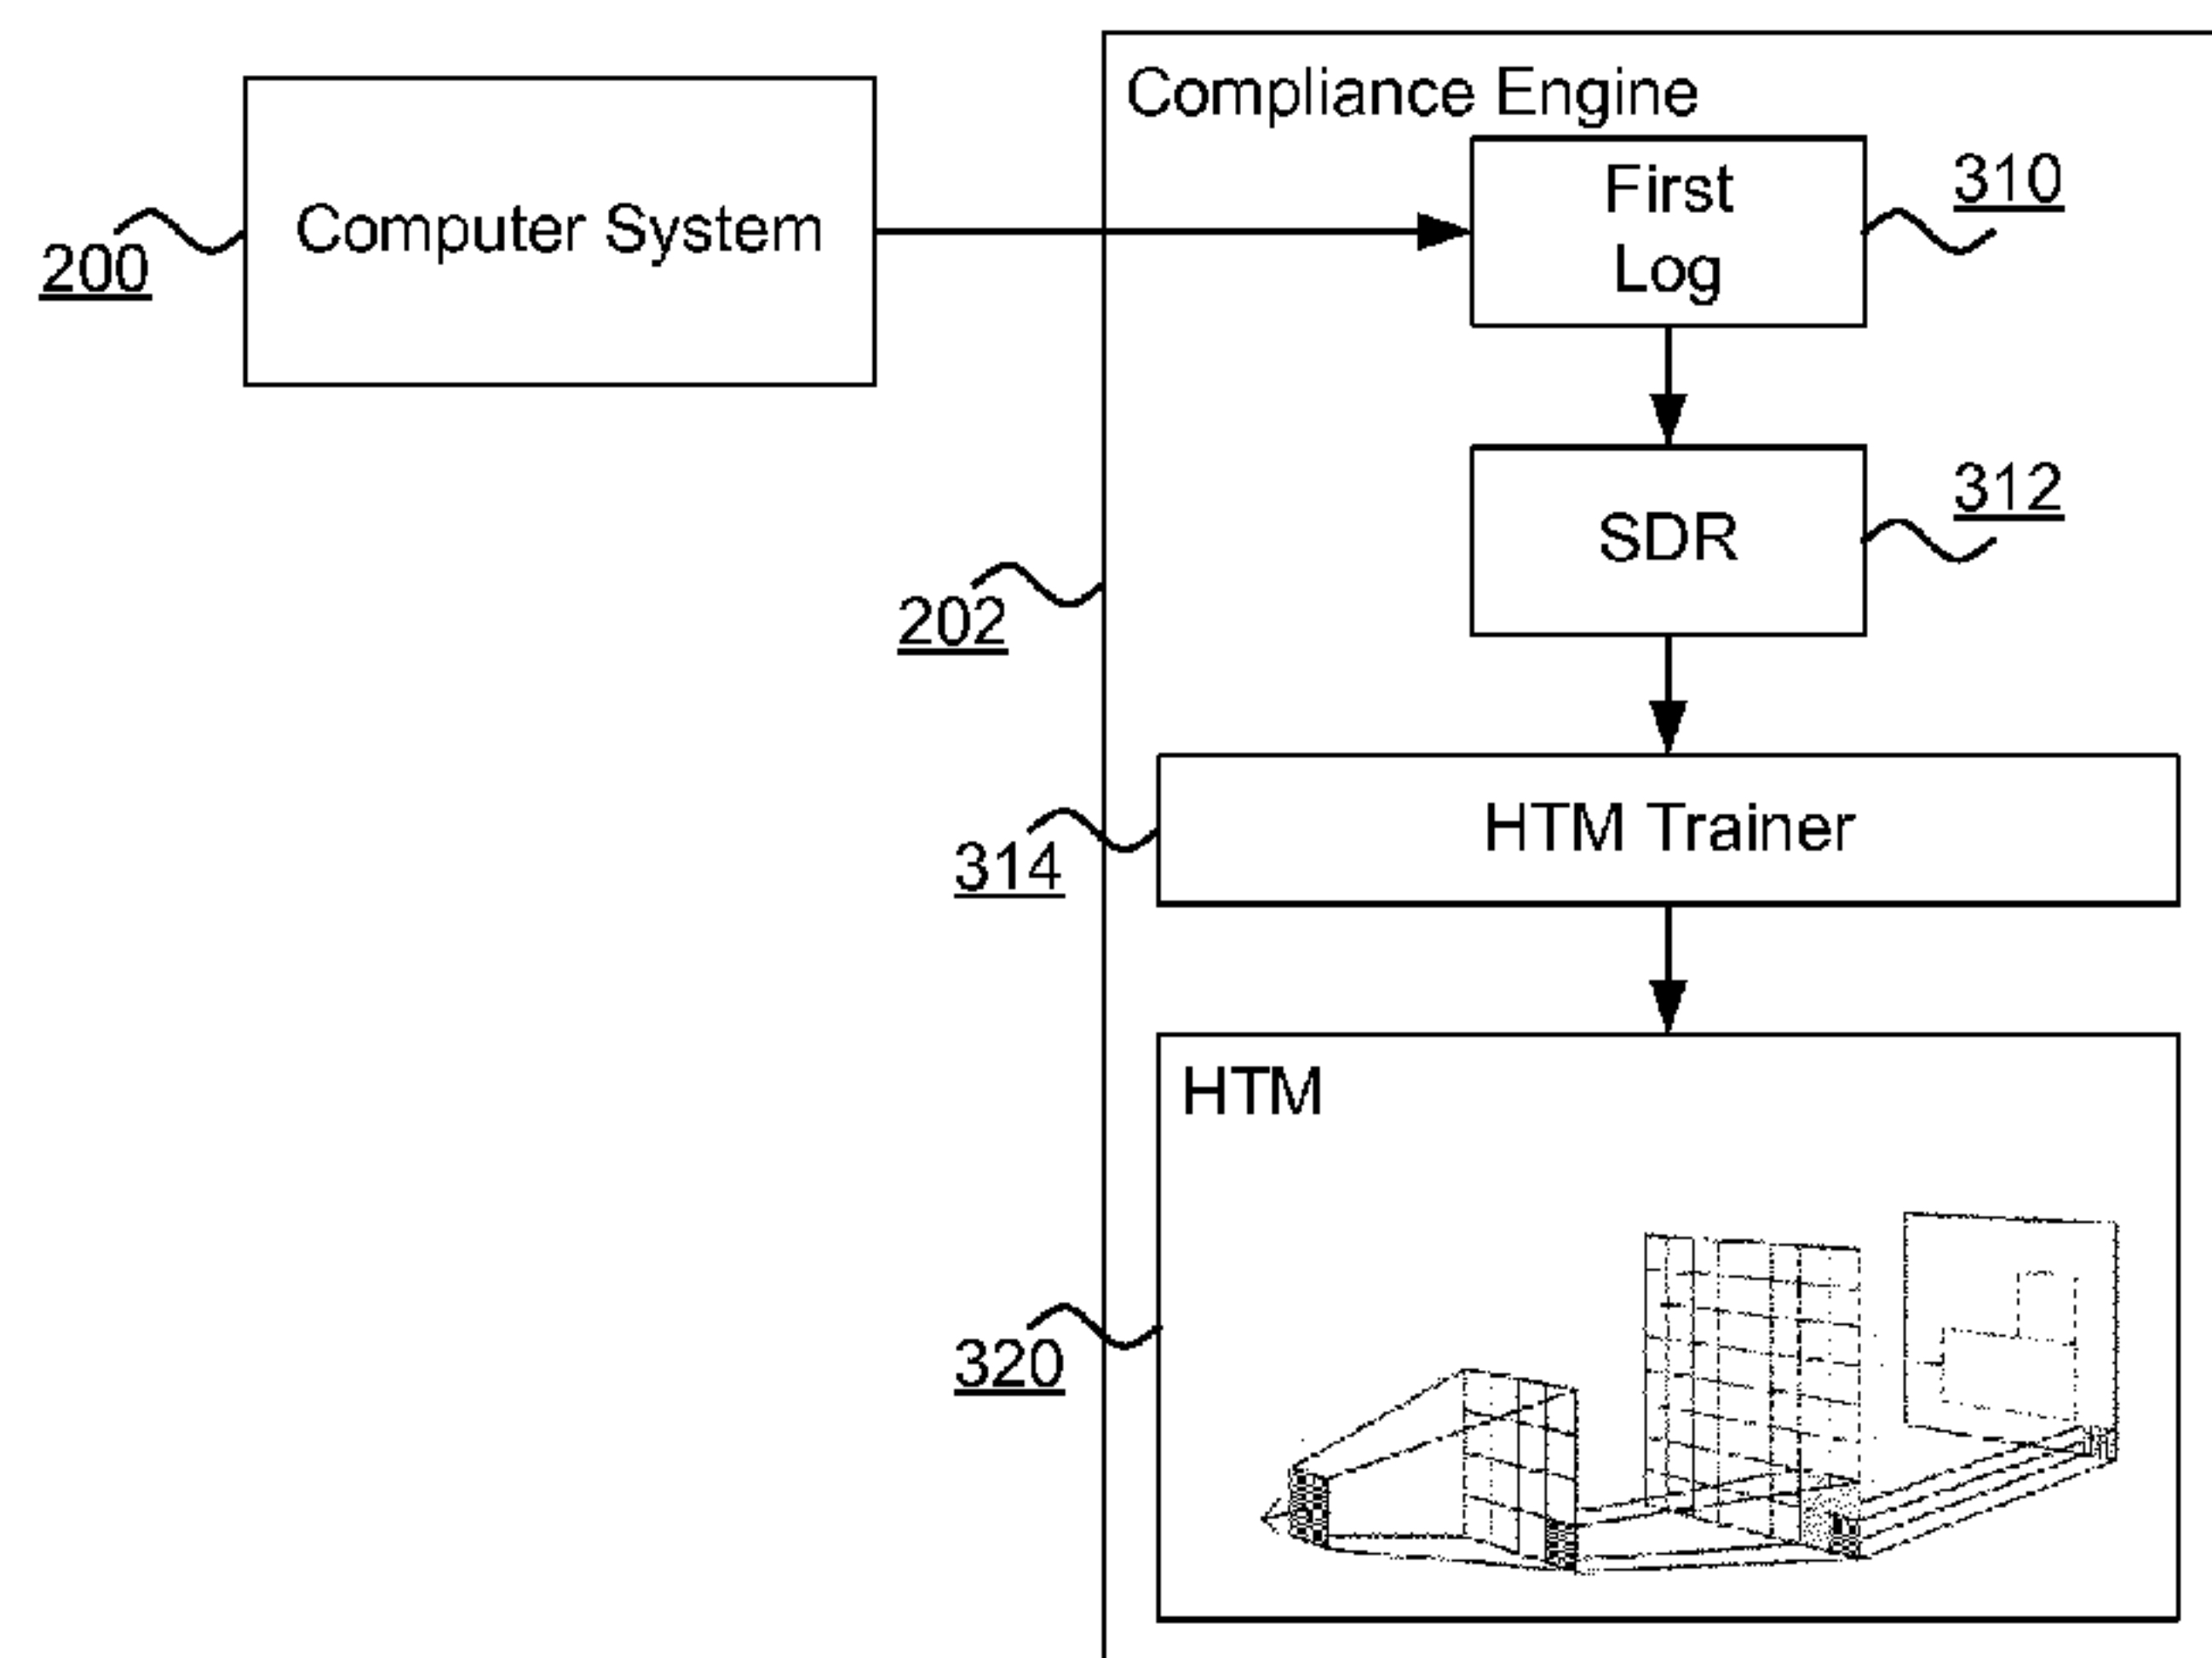 Compliance Engine
Computer System
200
First
Log
310
SDR
312
202
HTM Trainer
314
HTM
320